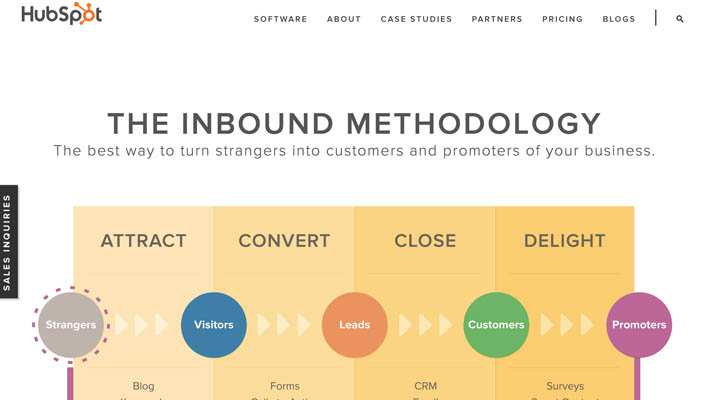 HubSpot
SOFTWARE ABOUT CASE STUDIES PARTNERS PRICING BLOGS
THE INBOUND METHODOLOGY
The best way to turn strangers into customers and promoters of your business.
SALES INQUIRIES
ATTRACT CONVERT CLOSE DELIGHT
Strangers Visitors Leads Customers Promoters
Blog Forms CRM Surveys